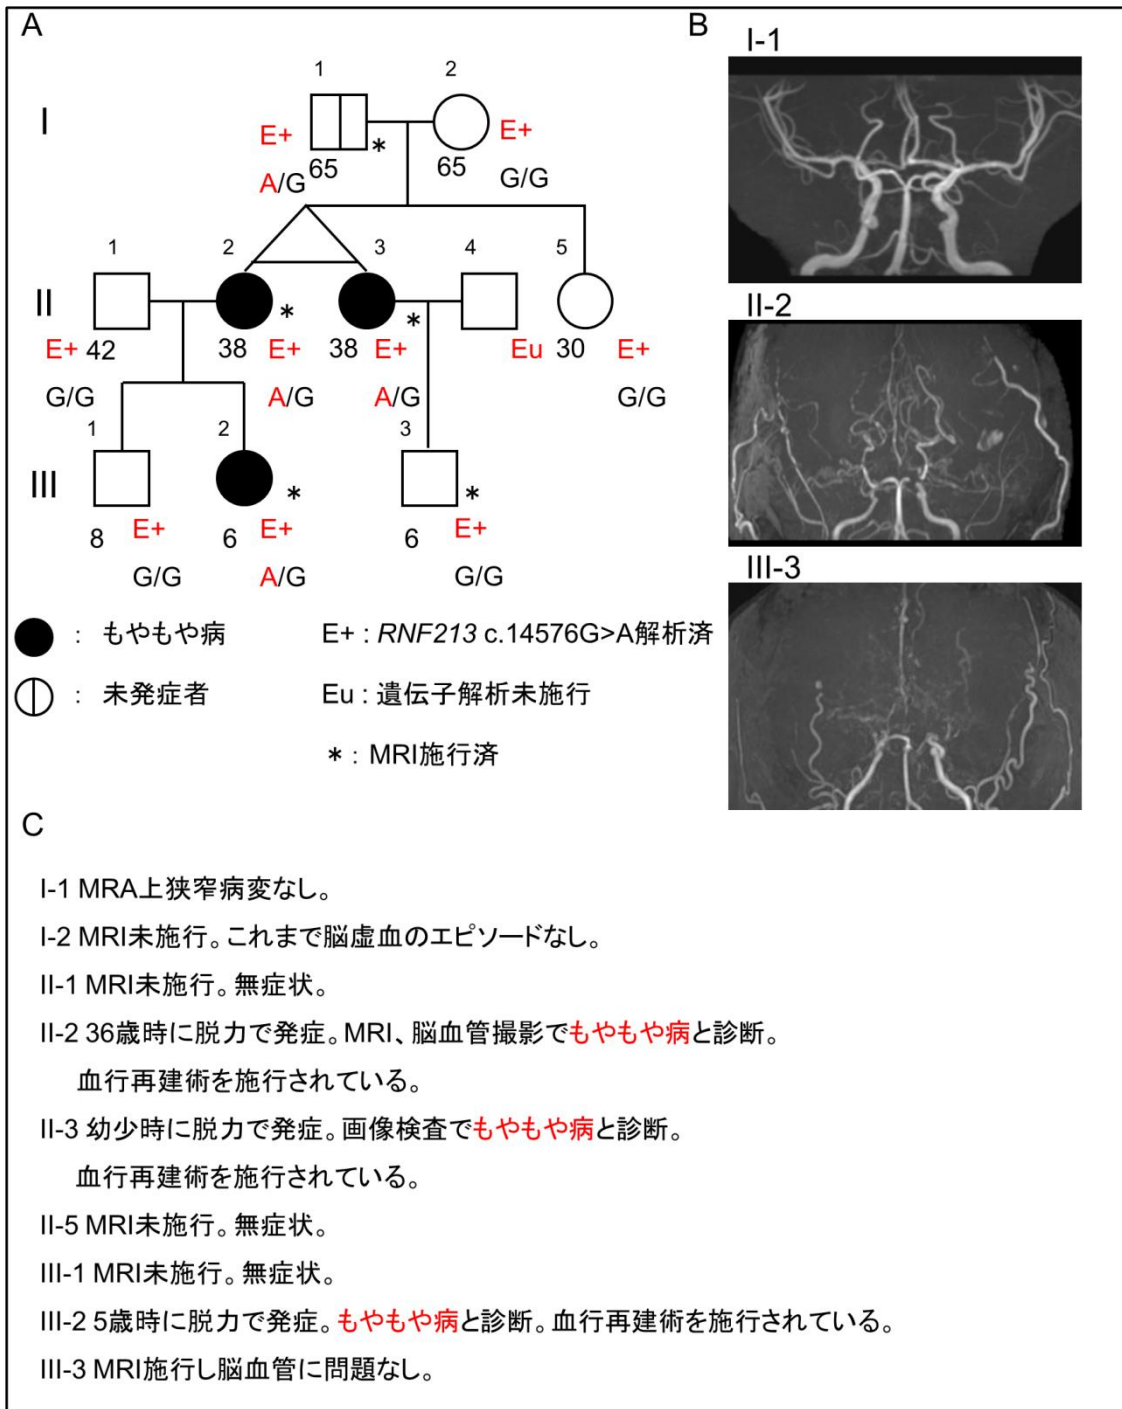 A
B
I-1
1
2
I
E+
*
E+
65
65
A/G
G/G
1
2
3
4
5
II
*
*
II-2
E+
42
38
E+
38
E+
Eu
30
E+
G/G
A/G
A/G
G/G
1
2
3
III
*
*
8
E+
6
E+
6
E+
G/G
A/G
G/G
III-3
: もやもや病
E+ : RNF213 c.14576G>A解析済
: 未発症者
Eu : 遺伝子解析未施行
* : MRI施行済
C
I-1 MRA上狭窄病変なし。
I-2 MRI未施行。これまで脳虚血のエピソードなし。
II-1 MRI未施行。無症状。
II-2 36歳時に脱力で発症。MRI、脳血管撮影でもやもや病と診断。
血行再建術を施行されている。
II-3 幼少時に脱力で発症。画像検査でもやもや病と診断。
血行再建術を施行されている。
II-5 MRI未施行。無症状。
III-1 MRI未施行。無症状。
III-2 5歳時に脱力で発症。もやもや病と診断。血行再建術を施行されている。
III-3 MRI施行し脳血管に問題なし。